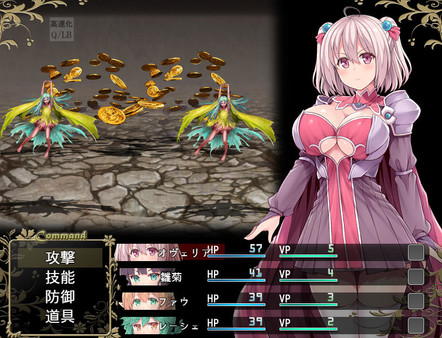 高速化
Q/LB
Command
攻撃
技能
防御
道具
オヴェリア HP 57 VP 5
雛菊 HP 41 VP 4
ファウ HP 39 VP 3
レーシェ HP 39 VP 2